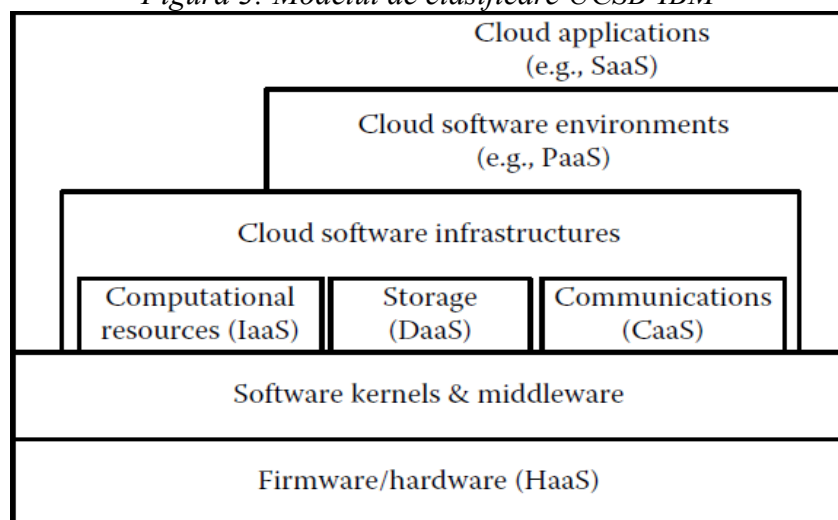 Figura 3. Modelul de clasificare UCSB-IBM
Cloud applications
(e.g., SaaS)
Cloud software environments
(e.g., PaaS)
Cloud software infrastructures
Computational
resources (IaaS)
Storage
(DaaS)
Communications
(CaaS)
Software kernels & middleware
Firmware/hardware (HaaS)